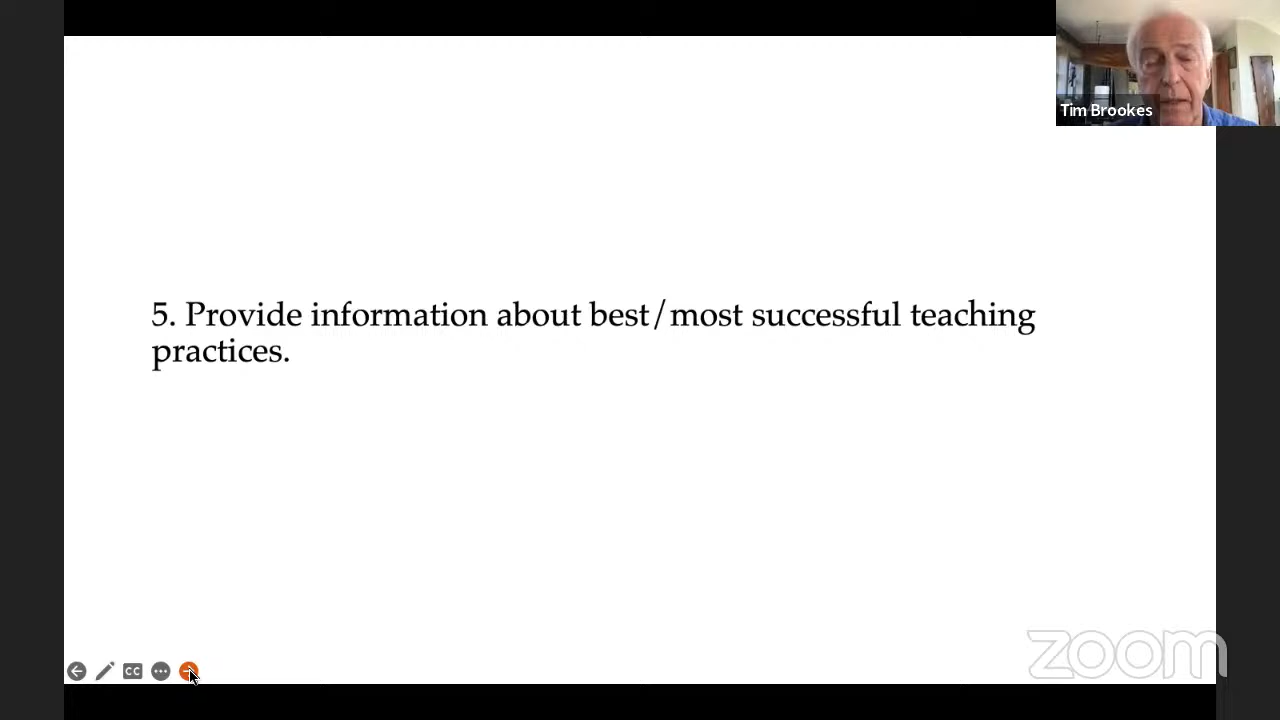 Tim Brookes
5. Provide information about best/most successful teaching
practices.
CC
zoom